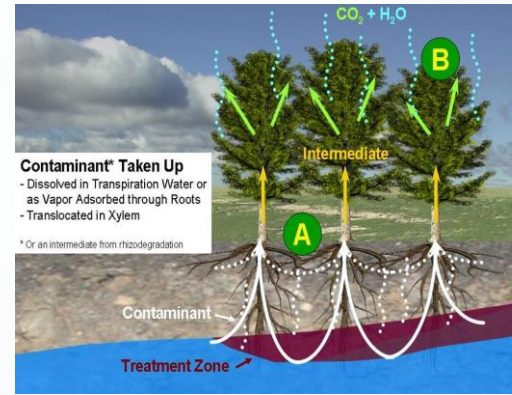 CO₂ + H₂O
B
Intermediate
Contaminant* Taken Up
- Dissolved in Transpiration Water or
as Vapor Adsorbed through Roots
- Translocated in Xylem
* Or an intermediate from rhizodegradation
A
Contaminant
Treatment Zone